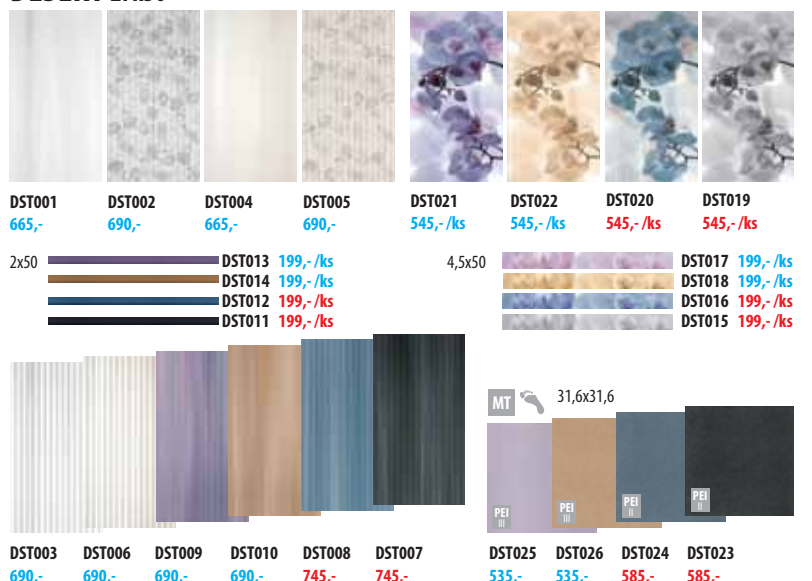 DST001 DST002 DST004 DST005 DST021 DST022 DST020 DST019
665,- 690,- 665,- 690,- 545,- /ks 545,- /ks 545,- /ks 545,- /ks
2x50 DST013 199,- /ks
DST014 199,- /ks
DST012 199,- /ks
DST011 199,- /ks
4,5x50 DST017 199,- /ks
DST018 199,- /ks
DST016 199,- /ks
DST015 199,- /ks
MT 31,6x31,6
PEI III
PEI III
PEI II
PEI II
DST003 DST006 DST009 DST010 DST008 DST007 DST025 DST026 DST024 DST023
690,- 690,- 690,- 690,- 745,- 745,- 535,- 535,- 585,- 585,-